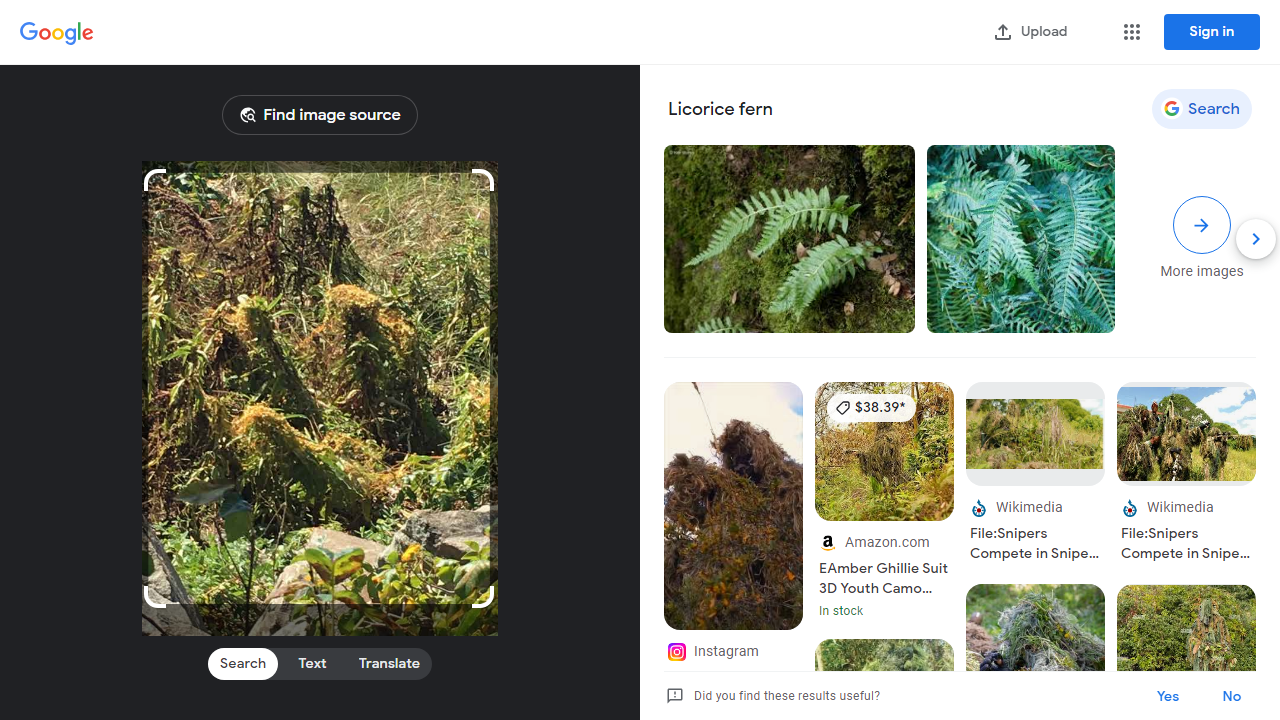 Google
Upload
Sign in
Find image source
Licorice fern
Search
More images
$38.39*
Wikimedia
File:Snipers
Compete in Snipe...
Wikimedia
File:Snipers
Compete in Snipe...
Amazon.com
EAmber Ghillie Suit
3D Youth Camo...
In stock
Instagram
Search
Text
Translate
Did you find these results useful?
Yes
No